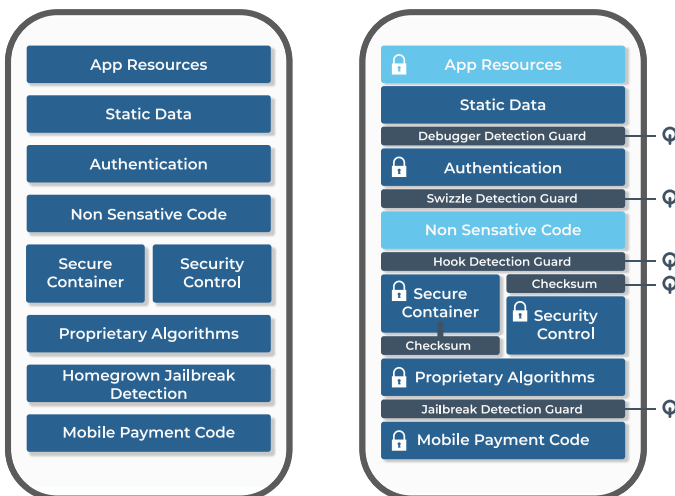 App Resources
Static Data
Authentication
Non Sensative Code
Secure
Container
Security
Control
Proprietary Algorithms
Homegrown Jailbreak
Detection
Mobile Payment Code
App Resources
Static Data
Debugger Detection Guard
Authentication
Swizzle Detection Guard
Non Sensative Code
Hook Detection Guard
Secure
Container
Checksum
Checksum
Security
Control
Proprietary Algorithms
Jailbreak Detection Guard
Mobile Payment Code